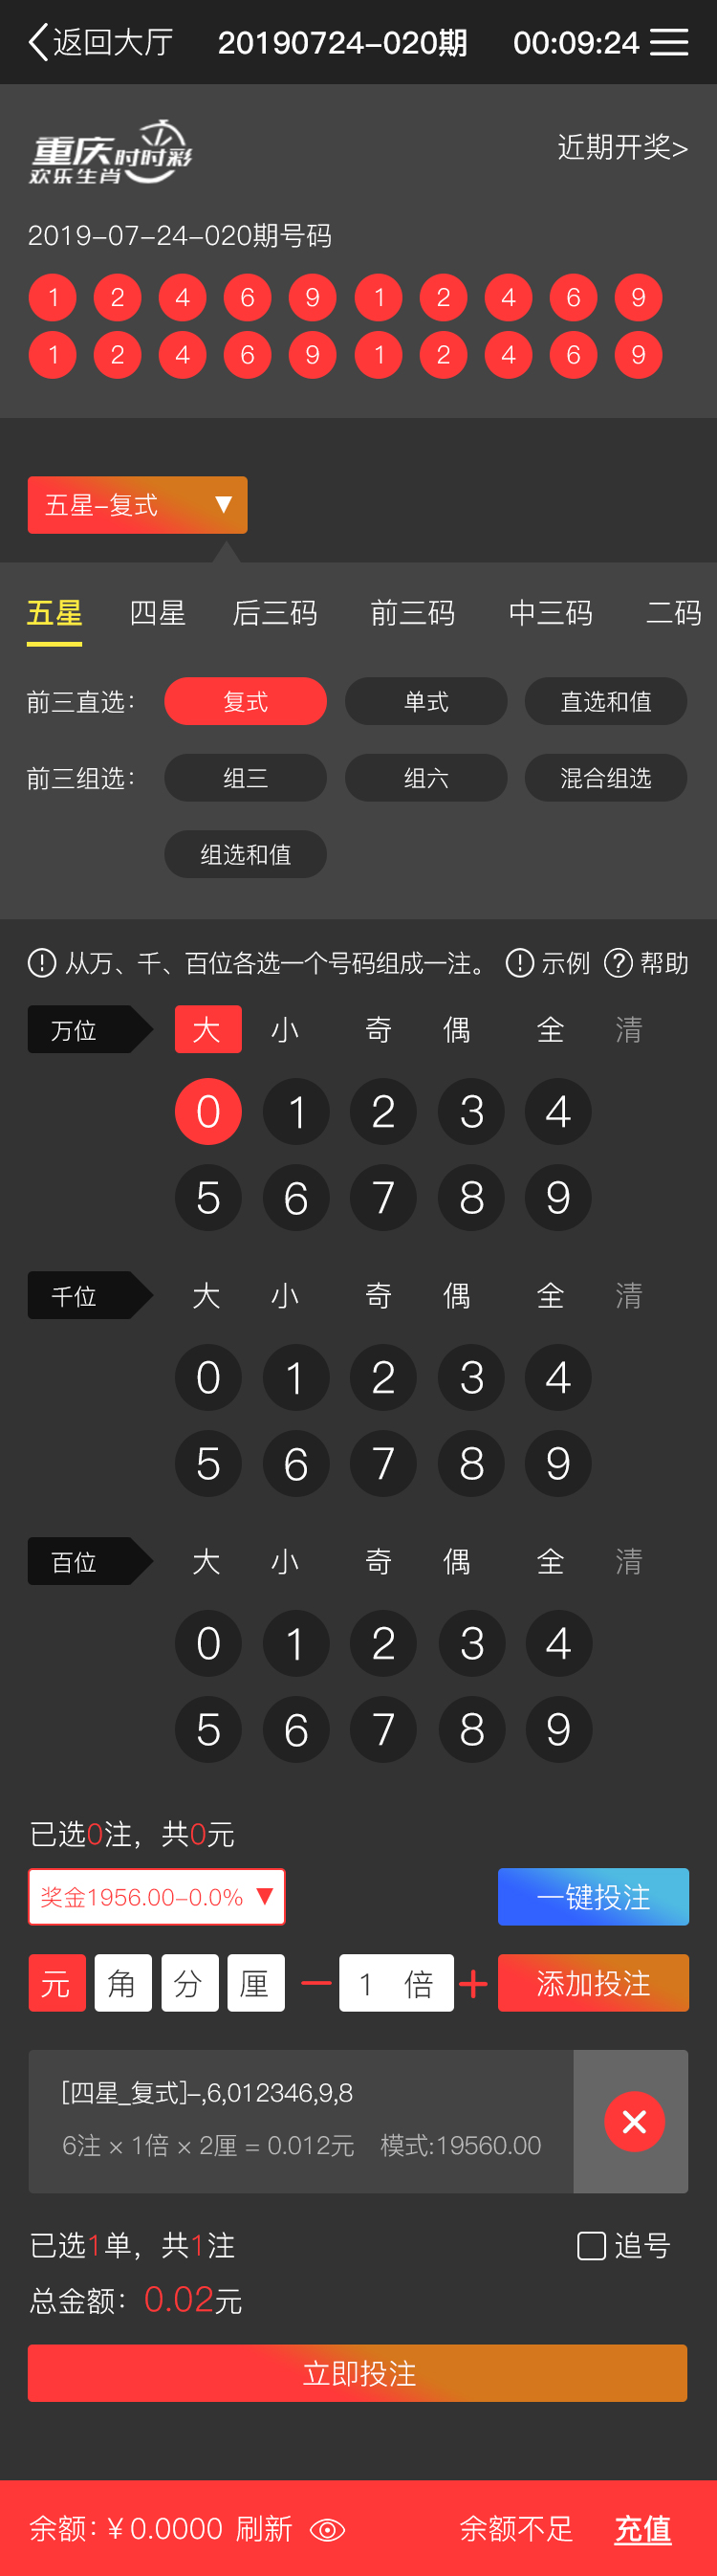 返回大厅 20190724-020期 00:09:24
重庆时时彩
欢乐生肖
近期开奖>
2019-07-24-020期号码
1 2 4 6 9 1 2 4 6 9
1 2 4 6 9 1 2 4 6 9
五星-复式 ▼
五星 四星 后三码 前三码 中三码 二码
前三直选： 复式 单式 直选和值
前三组选： 组三 组六 混合组选
组选和值
从万、千、百位各选一个号码组成一注。 示例 帮助
万位 大 小 奇 偶 全 清
0 1 2 3 4
5 6 7 8 9
千位 大 小 奇 偶 全 清
0 1 2 3 4
5 6 7 8 9
百位 大 小 奇 偶 全 清
0 1 2 3 4
5 6 7 8 9
已选0注，共0元
奖金1956.00-0.0% ▼ 一键投注
元 角 分 厘 — 1 倍 + 添加投注
[四星_复式]-,6,012346,9,8
6注 × 1倍 × 2厘 = 0.012元 模式:19560.00
已选1单，共1注 追号
总金额：0.02元
立即投注
余额：¥ 0.0000 刷新 余额不足 充值